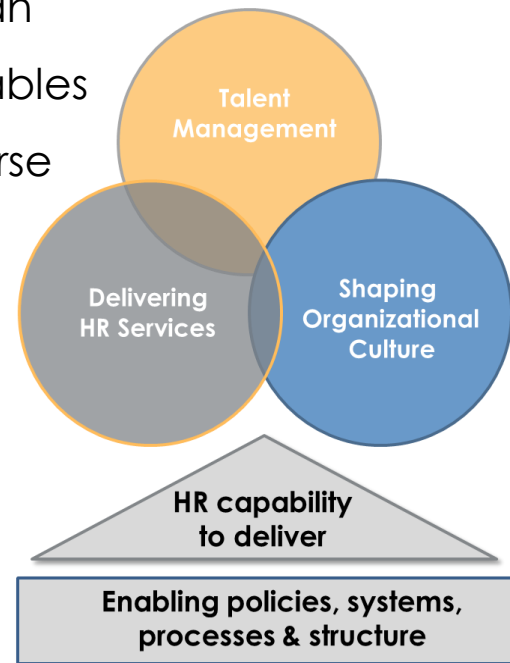 Talent
Management
Delivering
HR Services
Shaping
Organizational
Culture
HR capability
to deliver
Enabling policies, systems,
processes & structure